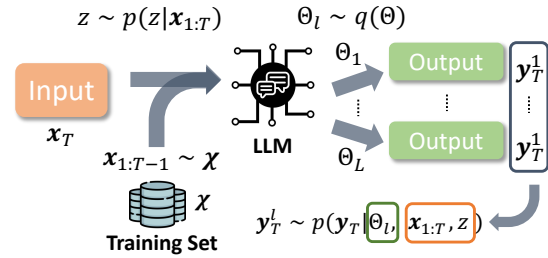 z ~ p(z|x_{1:T})
Θ_l ~ q(Θ)
Input
x_T
x_{1:T−1} ~ χ
χ
Training Set
LLM
Θ_1
......
Θ_L
Output
......
Output
y_T^1
......
y_T^1
y_T^l ~ p(y_T|Θ_l, x_{1:T}, z)